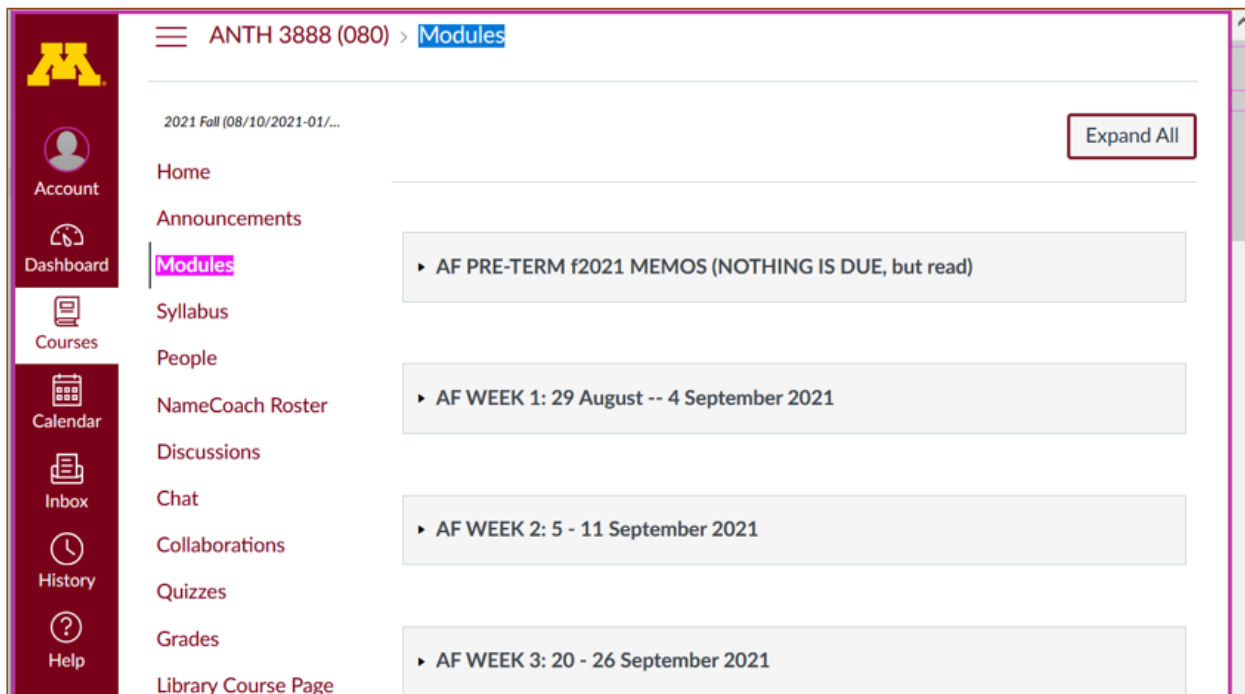 ANTH 3888 (080) > Modules
2021 Fall (08/10/2021-01/...
Expand All
Account
Dashboard
Courses
Calendar
Inbox
History
Help
Home
Announcements
Modules
Syllabus
People
NameCoach Roster
Discussions
Chat
Collaborations
Quizzes
Grades
Library Course Page
AF PRE-TERM f2021 MEMOS (NOTHING IS DUE, but read)
AF WEEK 1: 29 August -- 4 September 2021
AF WEEK 2: 5 - 11 September 2021
AF WEEK 3: 20 - 26 September 2021